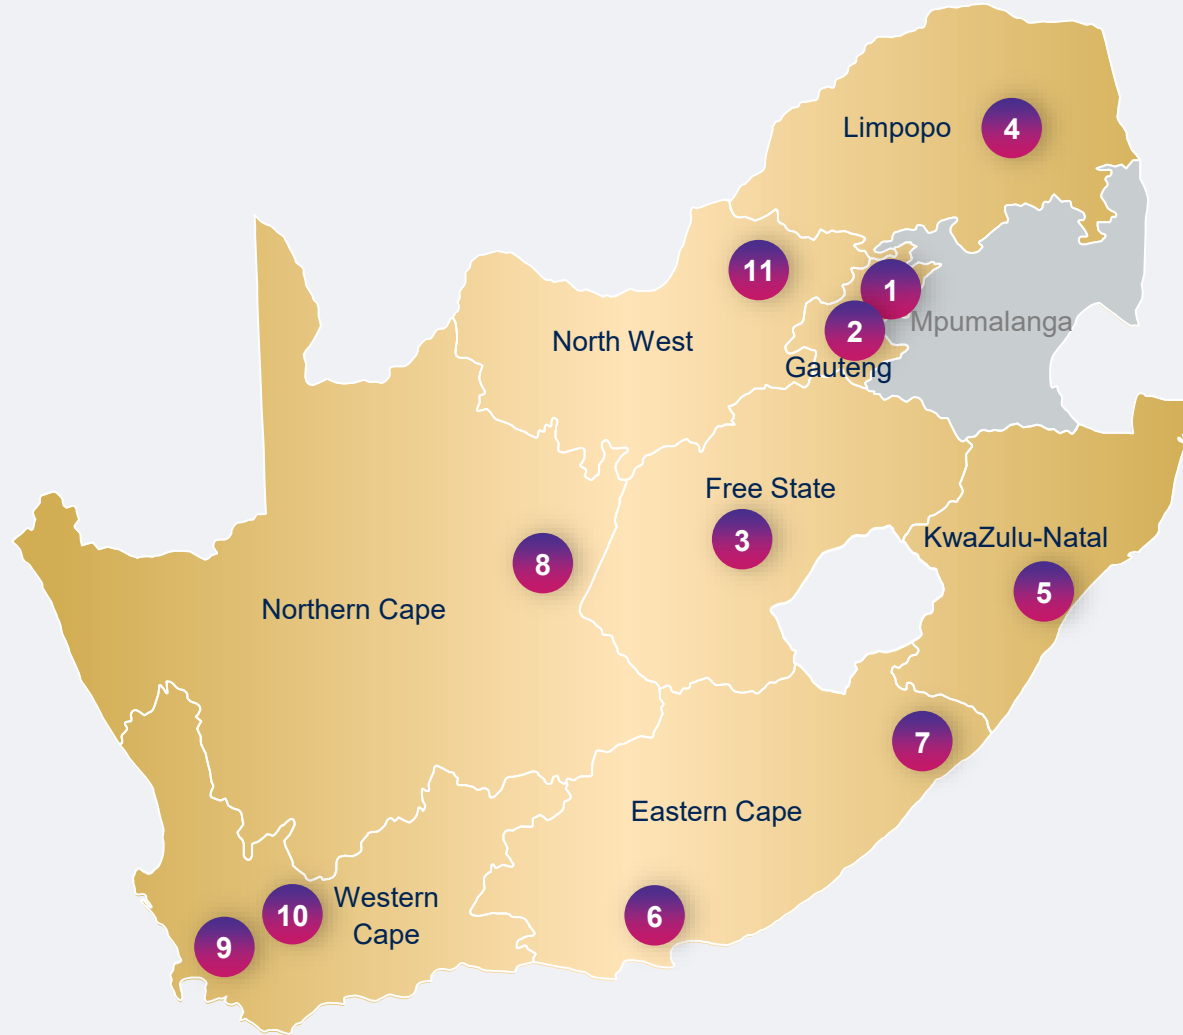 Limpopo
4
11
1
2
Mpumalanga
North West
Gauteng
Free State
3
KwaZulu-Natal
5
8
Northern Cape
7
Eastern Cape
6
Western
Cape
10
9